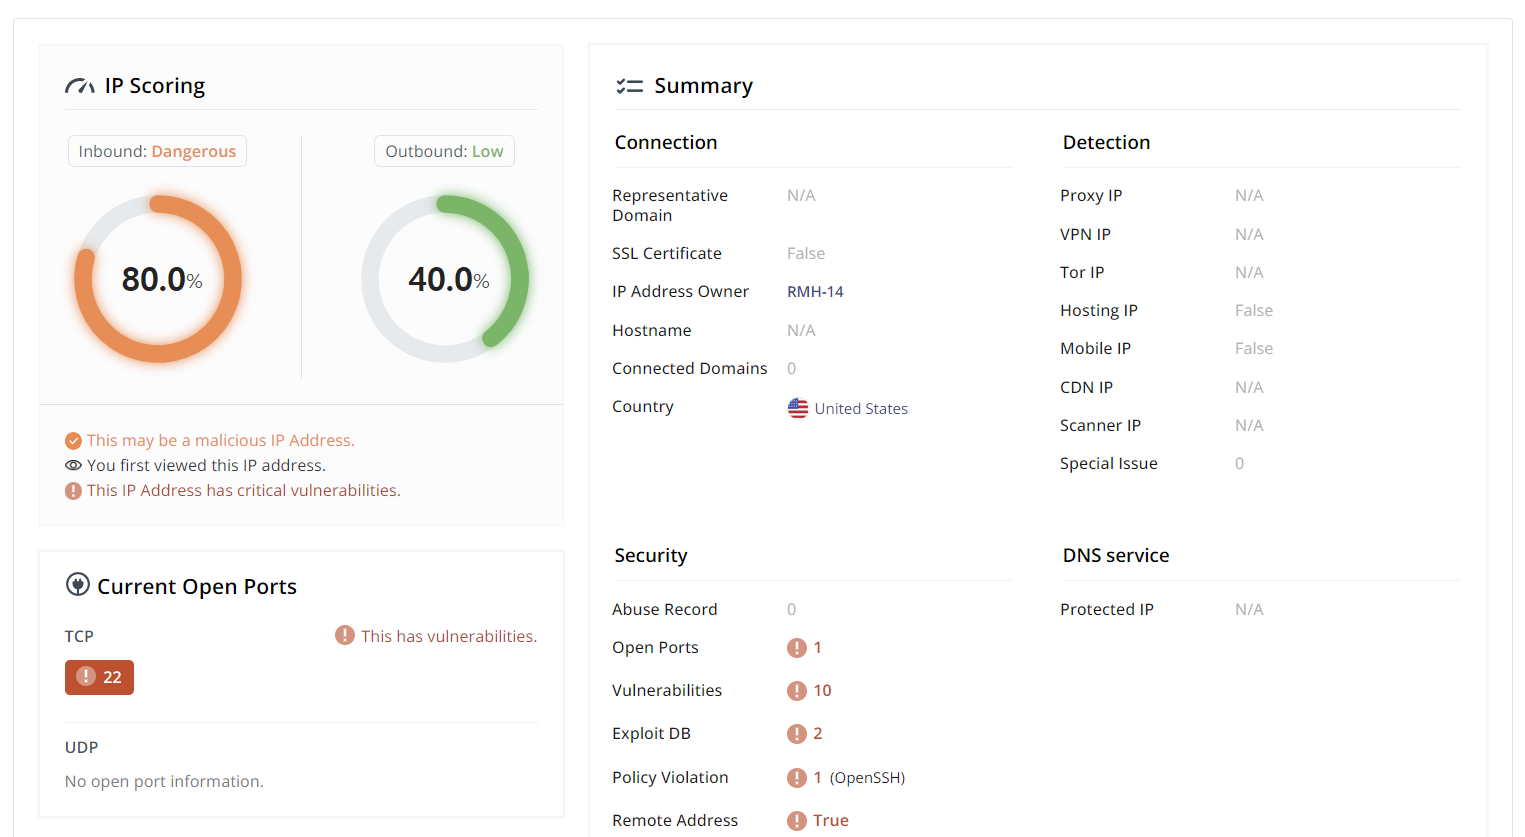 IP Scoring
Inbound: Dangerous
Outbound: Low
80.0%
40.0%
This may be a malicious IP Address.
You first viewed this IP address.
This IP Address has critical vulnerabilities.
Current Open Ports
TCP
This has vulnerabilities.
22
UDP
No open port information.
Summary
Connection
Representative Domain N/A
SSL Certificate False
IP Address Owner RMH-14
Hostname N/A
Connected Domains 0
Country United States
Detection
Proxy IP N/A
VPN IP N/A
Tor IP N/A
Hosting IP False
Mobile IP False
CDN IP N/A
Scanner IP N/A
Special Issue 0
Security
Abuse Record 0
Open Ports 1
Vulnerabilities 10
Exploit DB 2
Policy Violation 1 (OpenSSH)
Remote Address True
DNS service
Protected IP N/A